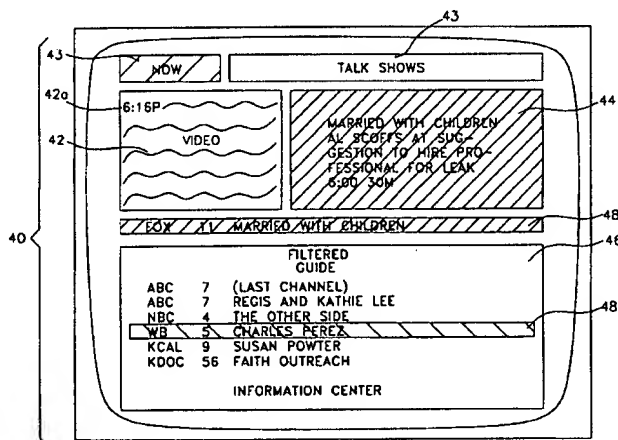 43
43
NOW
TALK SHOWS
42a
6:16P
44
42
VIDEO
MARRIED WITH CHILDREN
AL SCOFFS AT SUG-
GESTION TO HIRE PRO-
FESSIONAL FOR LEAK
6:00 30M
FOX 11 MARRIED WITH CHILDREN
48
40
46
FILTERED
GUIDE
ABC 7 (LAST CHANNEL)
ABC 7 REGIS AND KATHIE LEE
NBC 4 THE OTHER SIDE
48
WB 5 CHARLES PEREZ
KCAL 9 SUSAN POWTER
KDOC 56 FAITH OUTREACH
INFORMATION CENTER